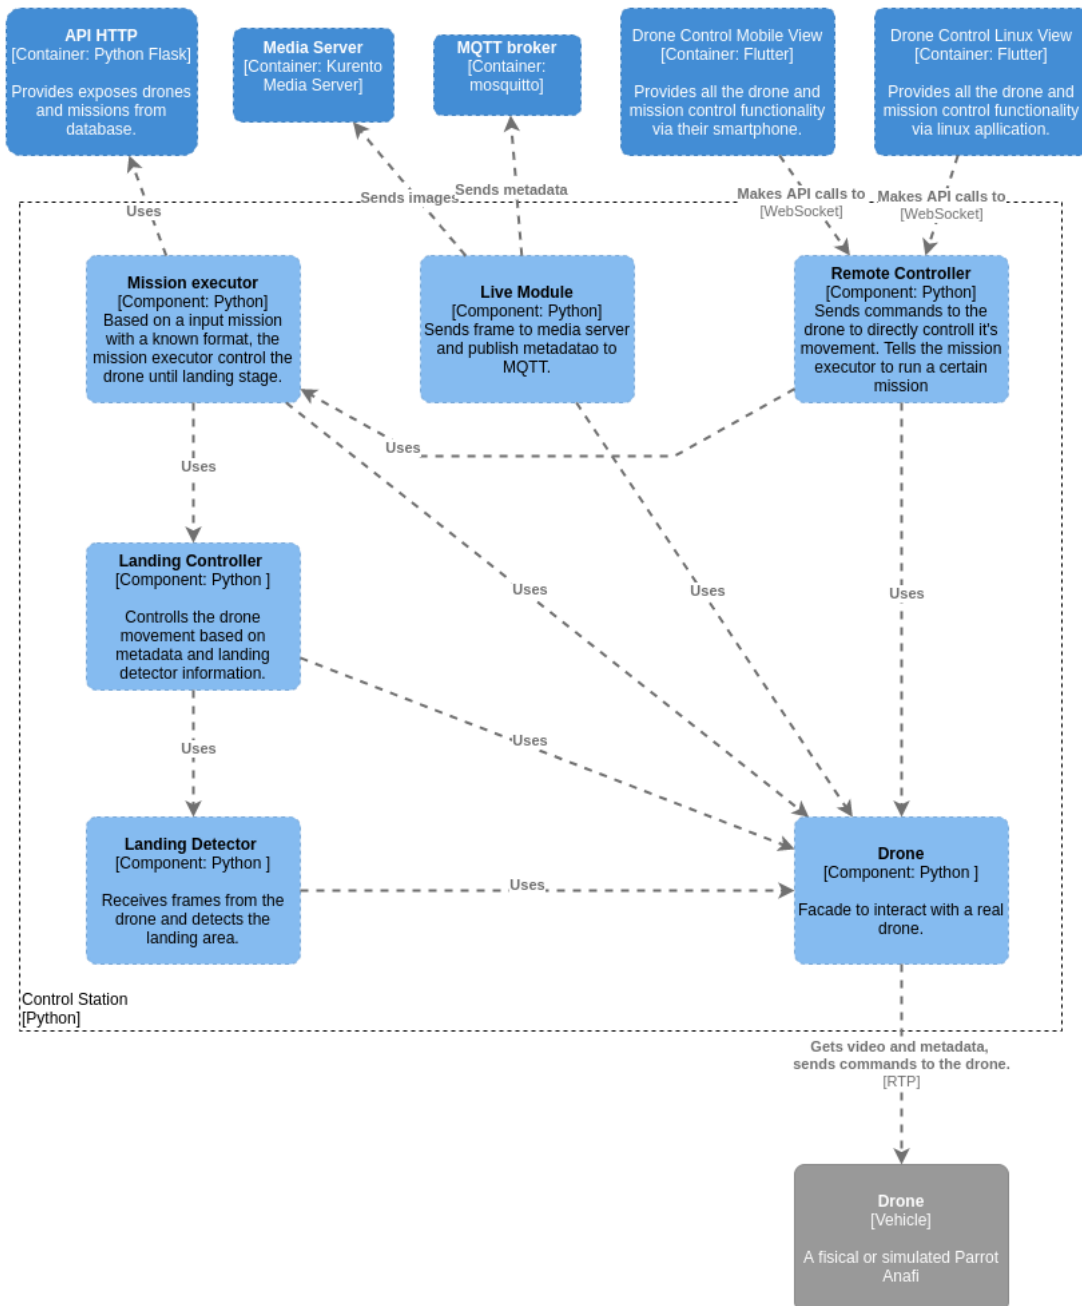 API HTTP
[Container: Python Flask]
Provides exposes drones
and missions from
database.
Media Server
[Container: Kurento
Media Server]
MQTT broker
[Container:
mosquitto]
Drone Control Mobile View
[Container: Flutter]
Provides all the drone and
mission control functionality
via their smartphone.
Drone Control Linux View
[Container: Flutter]
Provides all the drone and
mission control functionality
via linux apllication.
Uses
Sends images
Sends metadata
Makes API calls to
[WebSocket]
Makes API calls to
[WebSocket]
Mission executor
[Component: Python]
Based on a input mission
with a known format, the
mission executor control the
drone until landing stage.
Live Module
[Component: Python]
Sends frame to media server
and publish metadatao to
MQTT.
Remote Controller
[Component: Python]
Sends commands to the
drone to directly controll it's
movement. Tells the mission
executor to run a certain
mission
Uses
Uses
Landing Controller
[Component: Python ]
Controlls the drone
movement based on
metadata and landing
detector information.
Uses
Uses
Uses
Uses
Uses
Landing Detector
[Component: Python ]
Receives frames from the
drone and detects the
landing area.
Uses
Drone
[Component: Python ]
Facade to interact with a real
drone.
Control Station
[Python]
Gets video and metadata,
sends commands to the drone.
[RTP]
Drone
[Vehicle]
A fisical or simulated Parrot
Anafi